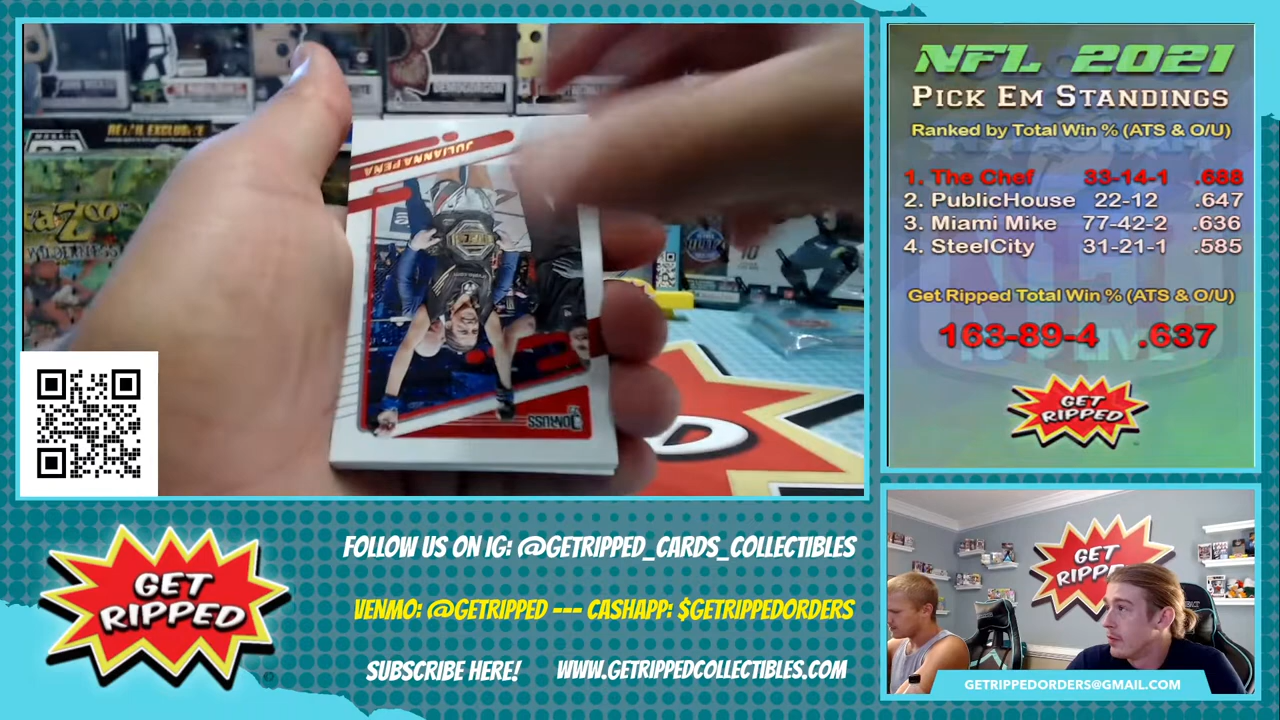 RETAIL EXCLUSIVE
JULIANNA PEÑA
DONRUSS
NFL 2021
PICK EM STANDINGS
Ranked by Total Win % (ATS & O/U)
1. The Chef 33-14-1 .688
2. PublicHouse 22-12 .647
3. Miami Mike 77-42-2 .636
4. SteelCity 31-21-1 .585
Get Ripped Total Win % (ATS & O/U)
163-89-4 .637
GET
RIPPED
GET
RIPPED
GETRIPPEDORDERS@GMAIL.COM
GET
RIPPED
FOLLOW US ON IG: @GETRIPPED_CARDS_COLLECTIBLES
VENMO: @GETRIPPED --- CASHAPP: $GETRIPPEDORDERS
SUBSCRIBE HERE! WWW.GETRIPPEDCOLLECTIBLES.COM